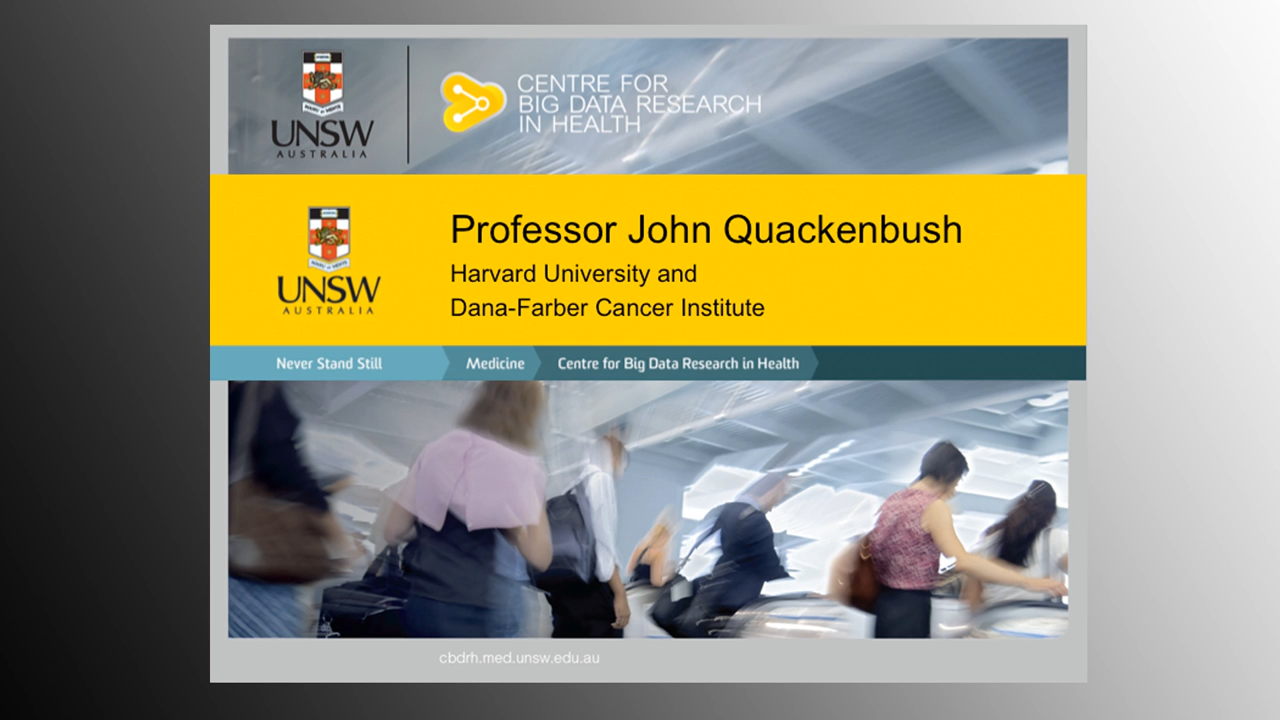 UNSW
AUSTRALIA
CENTRE FOR
BIG DATA RESEARCH
IN HEALTH
UNSW
AUSTRALIA
Professor John Quackenbush
Harvard University and
Dana-Farber Cancer Institute
Never Stand Still
Medicine
Centre for Big Data Research in Health
cbdrh.med.unsw.edu.au